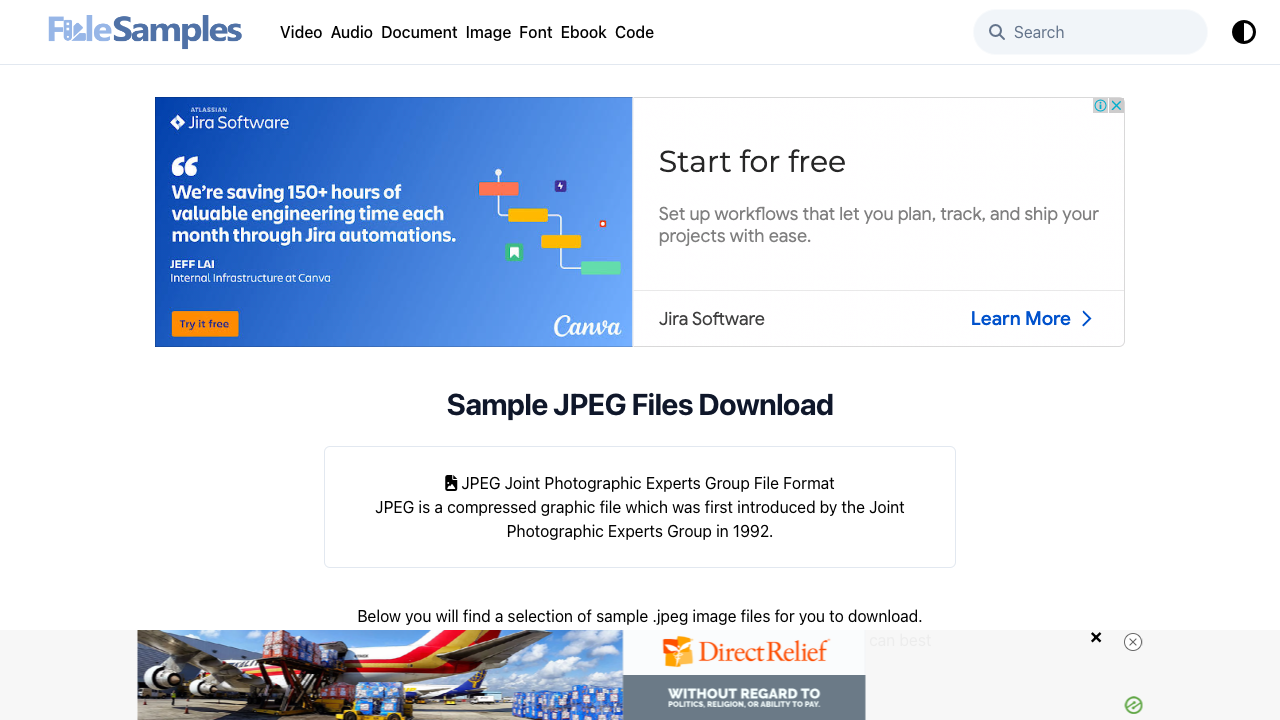 FileSamples
Video Audio Document Image Font Ebook Code
Search
ATLASSIAN
Jira Software
“
We’re saving 150+ hours of
valuable engineering time each
month through Jira automations.
JEFF LAI
Internal Infrastructure at Canva
Try it free
Canva
Start for free
Set up workflows that let you plan, track, and ship your
projects with ease.
Jira Software
Learn More
Sample JPEG Files Download
JPEG Joint Photographic Experts Group File Format
JPEG is a compressed graphic file which was first introduced by the Joint
Photographic Experts Group in 1992.
Below you will find a selection of sample .jpeg image files for you to download.
can best
DirectRelief
WITHOUT REGARD TO
POLITICS, RELIGION, OR ABILITY TO PAY.